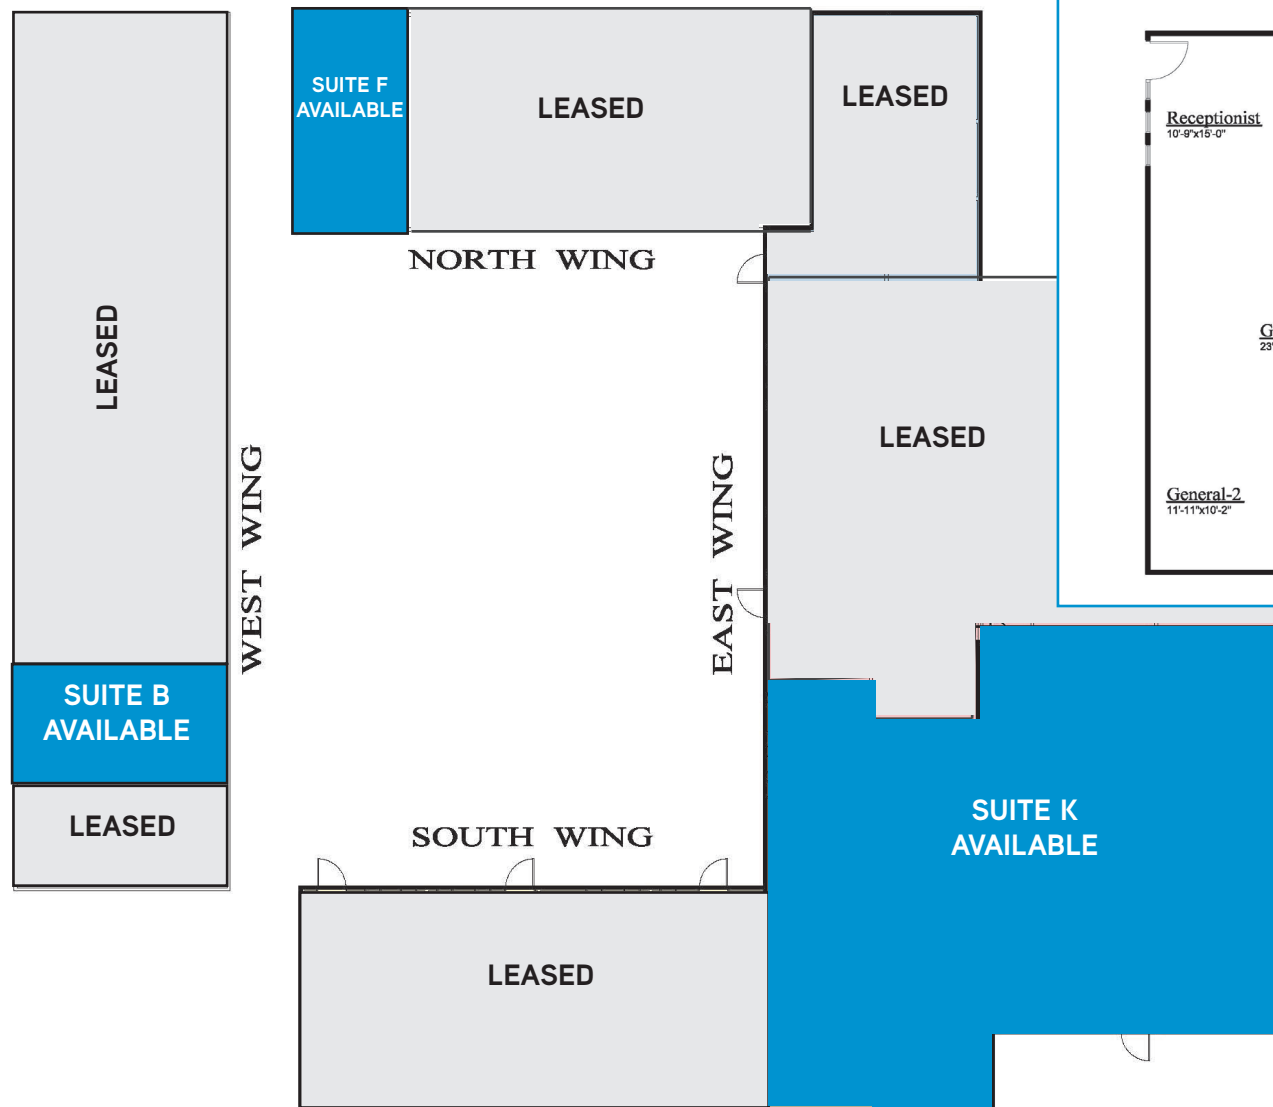 SUITE F
AVAILABLE
LEASED
LEASED
Receptionist
10'-9"x15'-0"
NORTH WING
LEASED
G
23'
LEASED
WEST WING
EAST WING
General-2
11'-11"x10'-2"
SUITE B
AVAILABLE
LEASED
SOUTH WING
SUITE K
AVAILABLE
LEASED